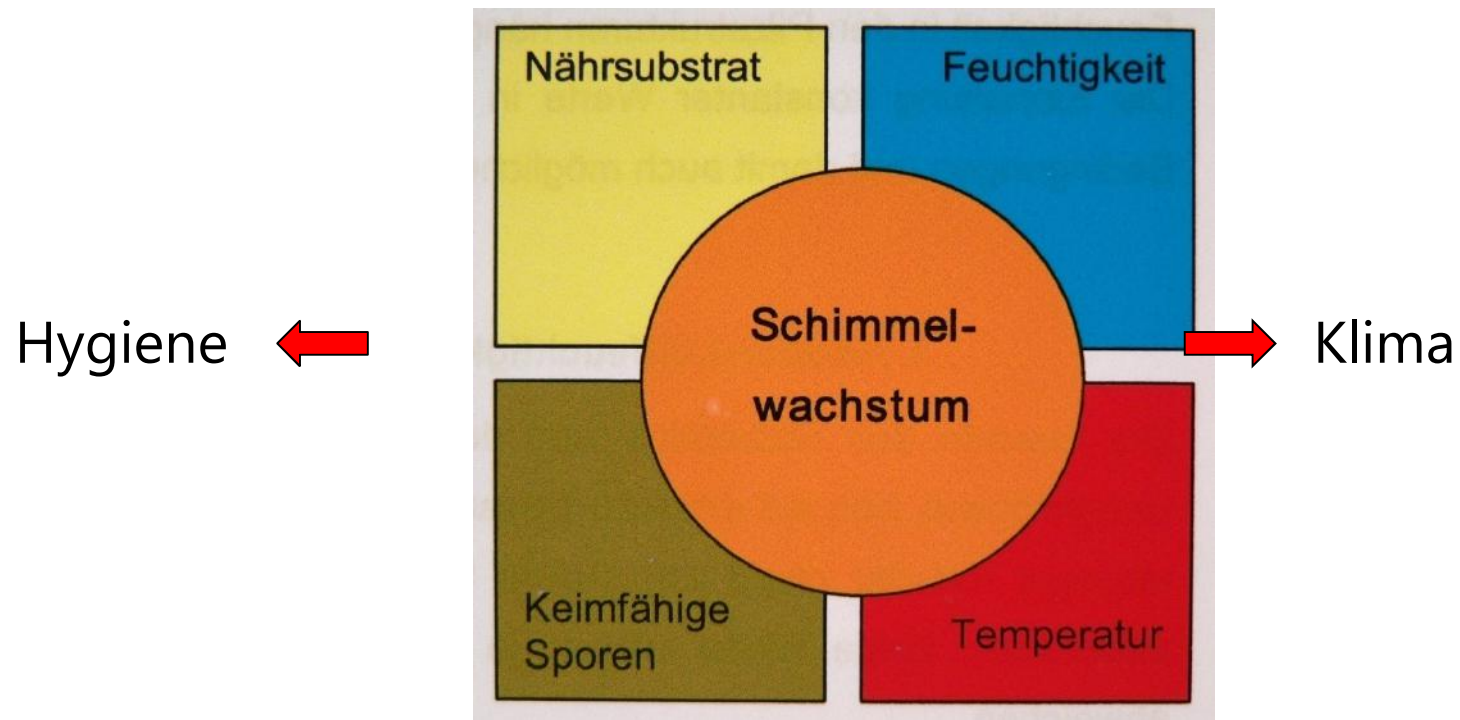 Nährsubstrat
Feuchtigkeit
Hygiene
Schimmel-
wachstum
Klima
Keimfähige
Sporen
Temperatur